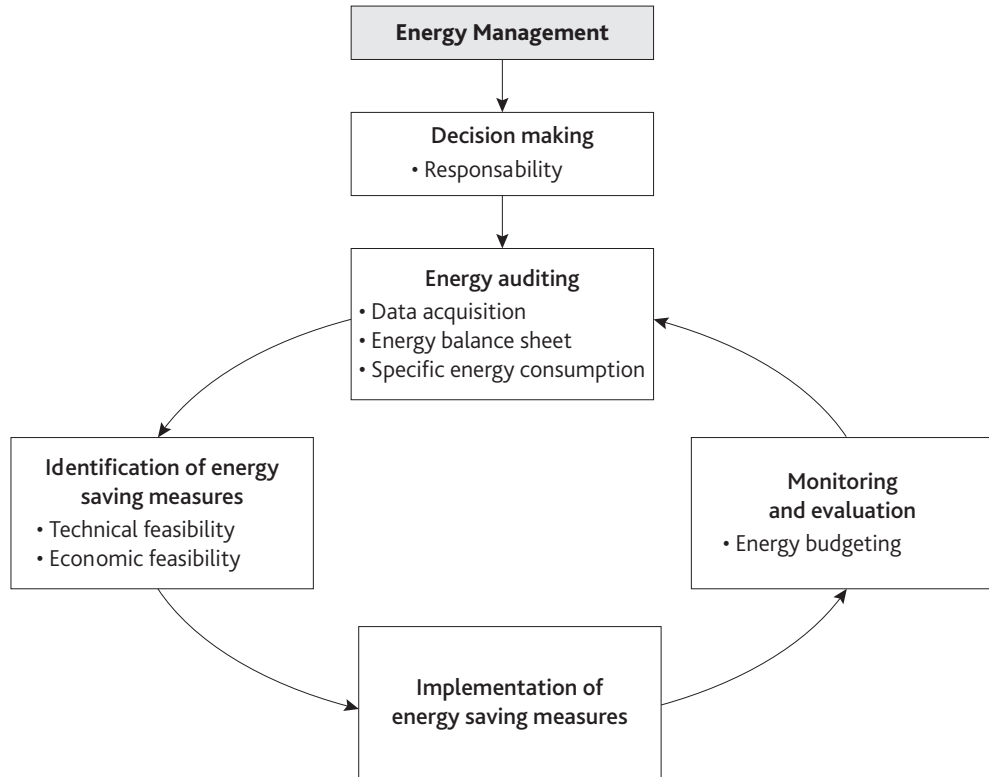 Energy Management
Decision making
• Responsability
Energy auditing
• Data acquisition
• Energy balance sheet
• Specific energy consumption
Identification of energy
saving measures
• Technical feasibility
• Economic feasibility
Monitoring
and evaluation
• Energy budgeting
Implementation of
energy saving measures